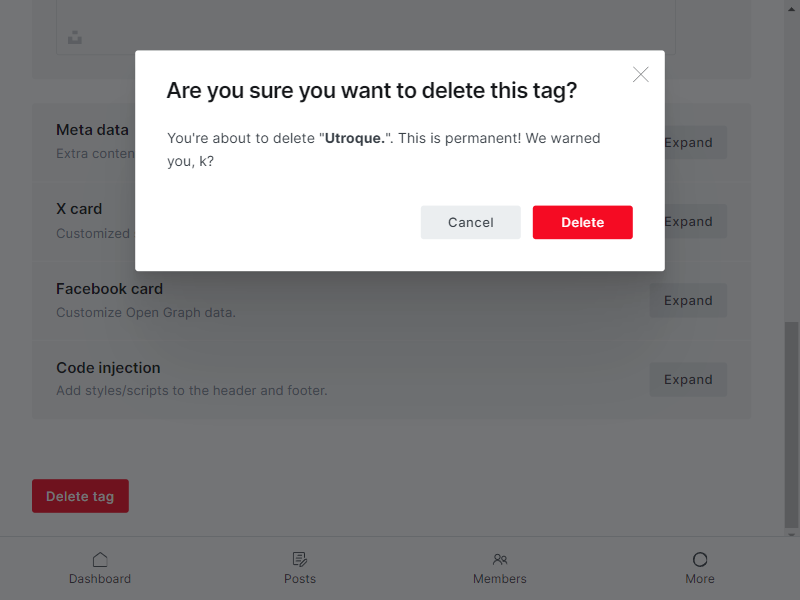 Are you sure you want to delete this tag?
You're about to delete "Utroque.". This is permanent! We warned
you, k?
Cancel
Delete
Meta data
Extra conten
Expand
X card
Customized
Expand
Facebook card
Customize Open Graph data.
Expand
Code injection
Add styles/scripts to the header and footer.
Expand
Delete tag
Dashboard
Posts
Members
More